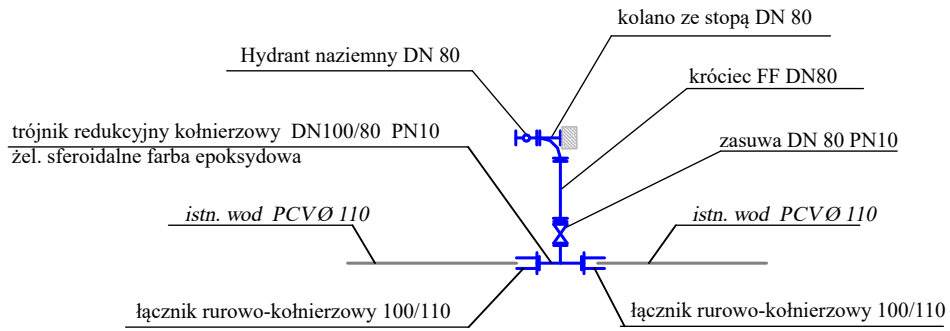 kolano ze stopą DN 80
Hydrant naziemny DN 80
króciec FF DN80
trójnik redukcyjny kołnierzowy DN100/80 PN10
żel. sferoidalne farba epoksydowa
zasuwa DN 80 PN10
istn. wod PCVØ 110
istn. wod PCVØ 110
łącznik rurowo-kołnierzowy 100/110
łącznik rurowo-kołnierzowy 100/110